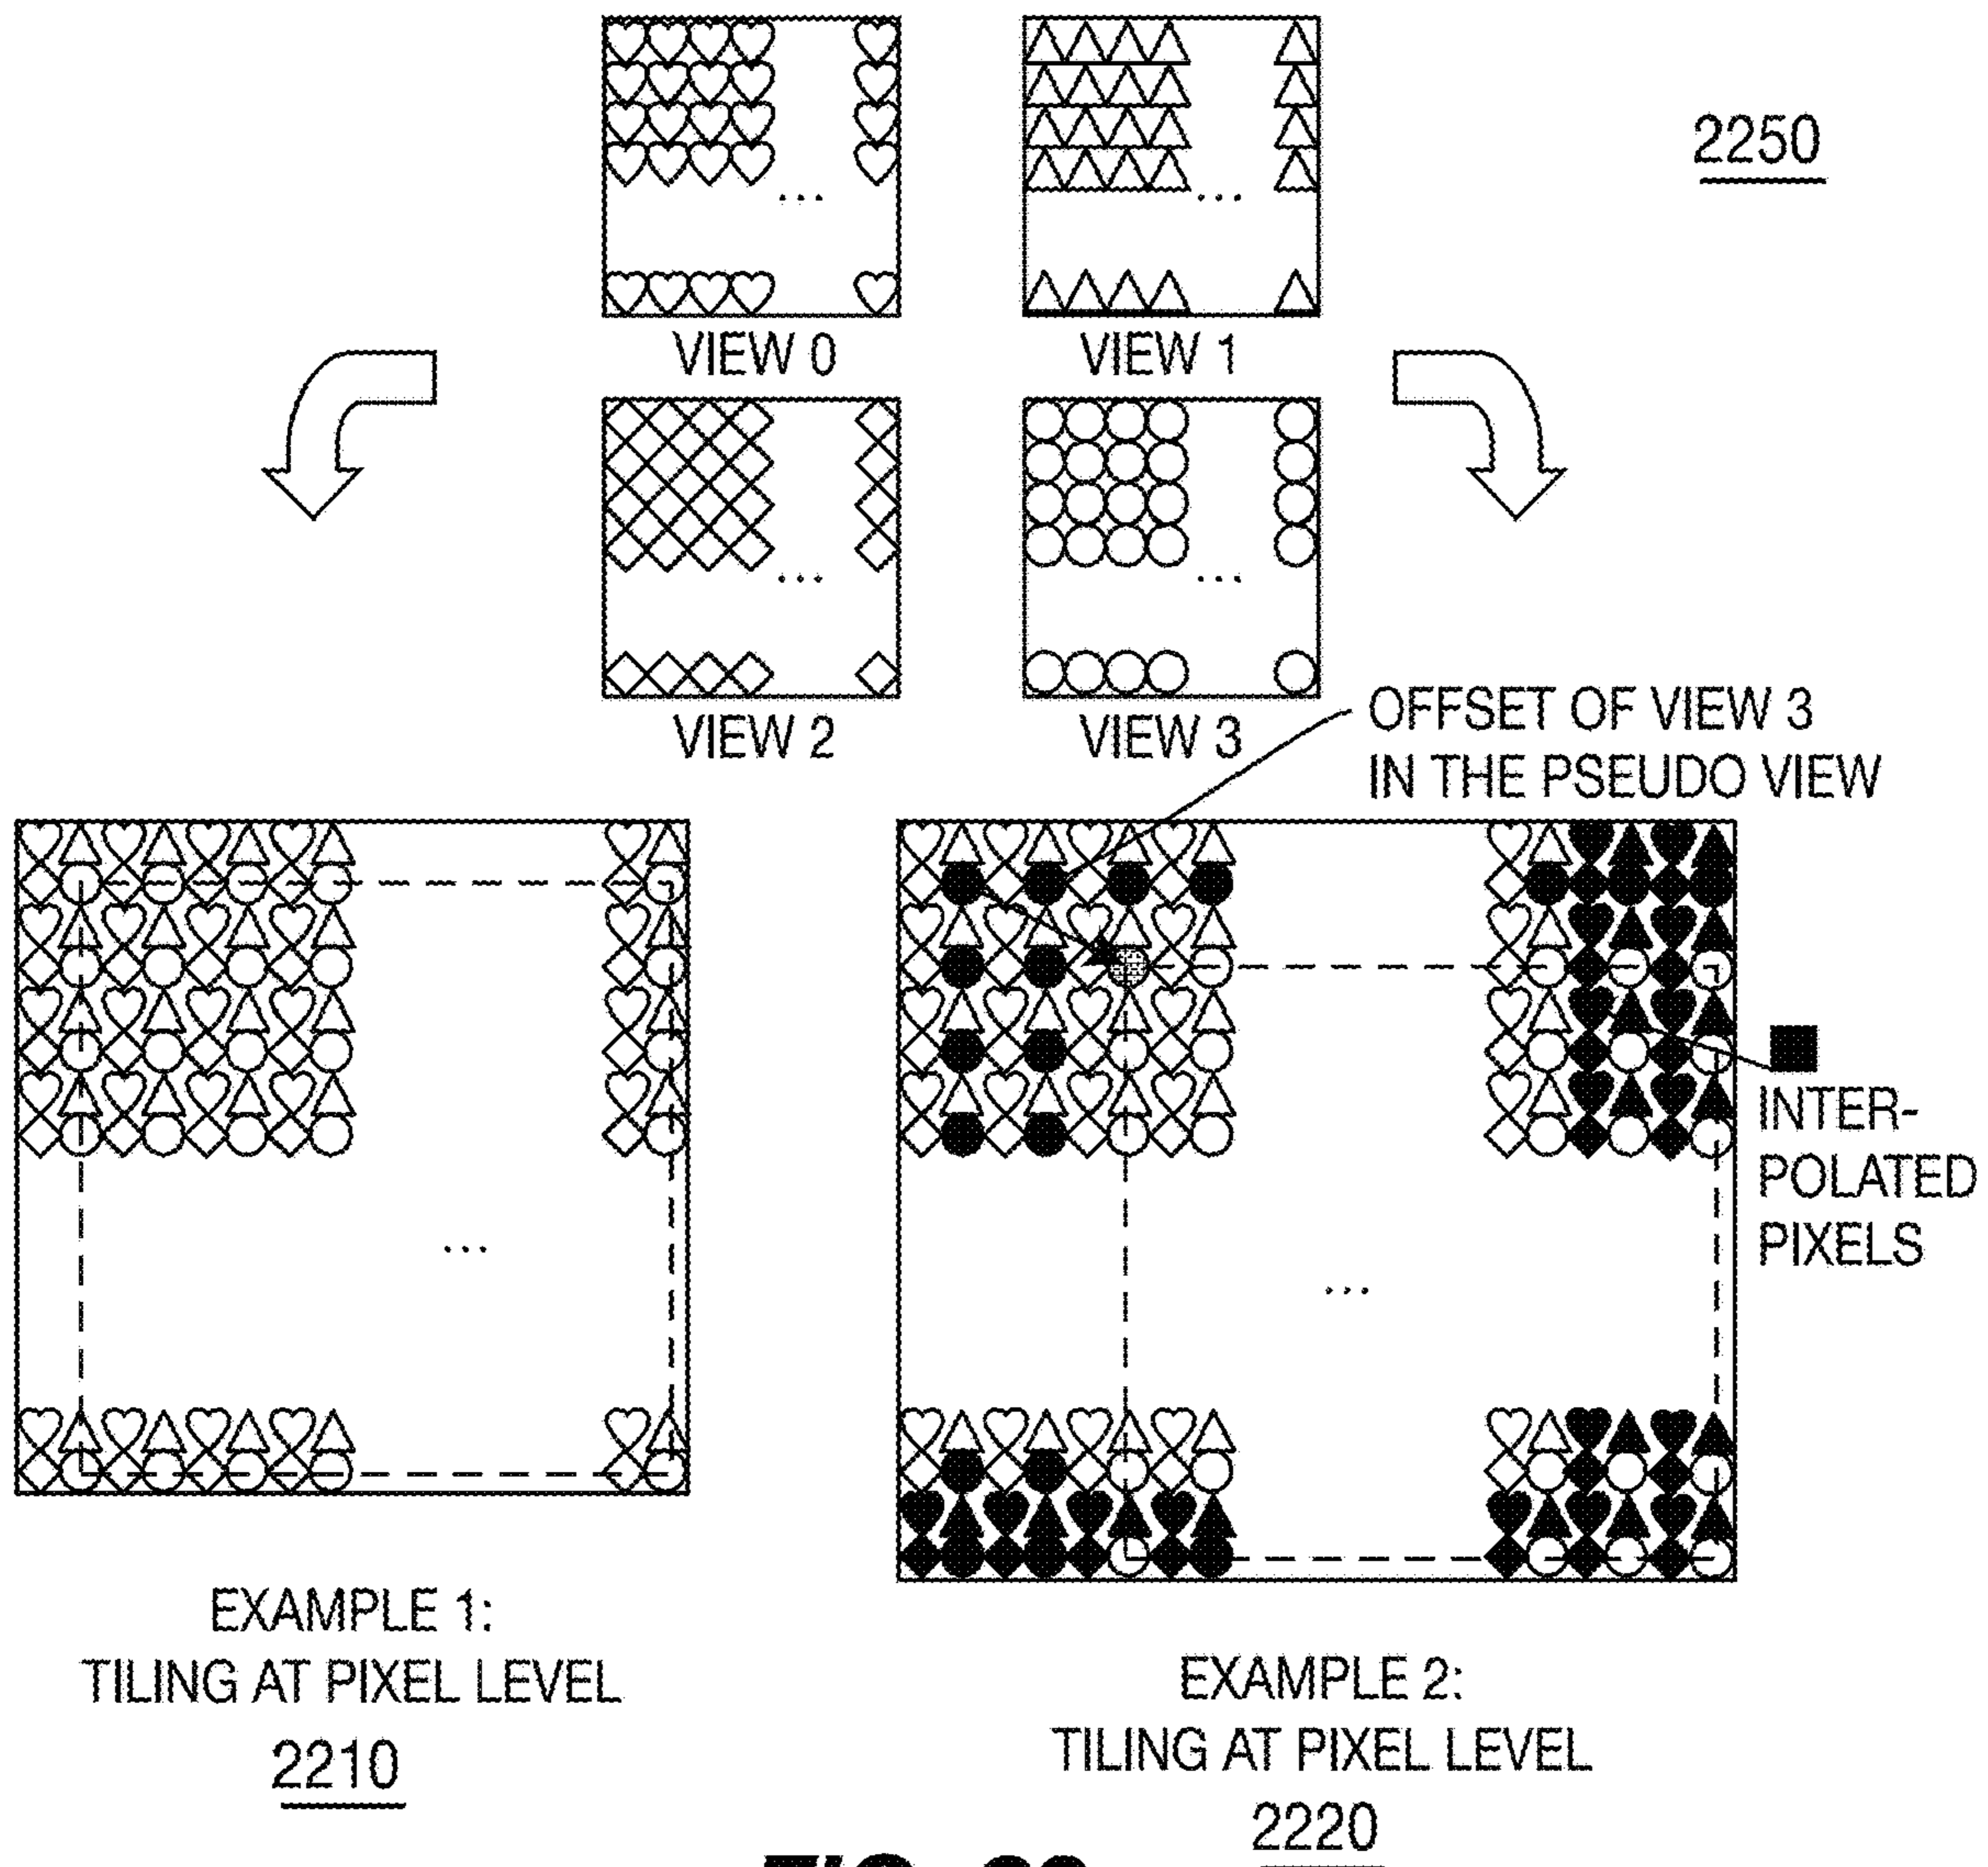 2250
VIEW 0
VIEW 1
VIEW 2
VIEW 3
OFFSET OF VIEW 3
IN THE PSEUDO VIEW
INTER-
POLATED
PIXELS
EXAMPLE 1:
TILING AT PIXEL LEVEL
2210
EXAMPLE 2:
TILING AT PIXEL LEVEL
2220